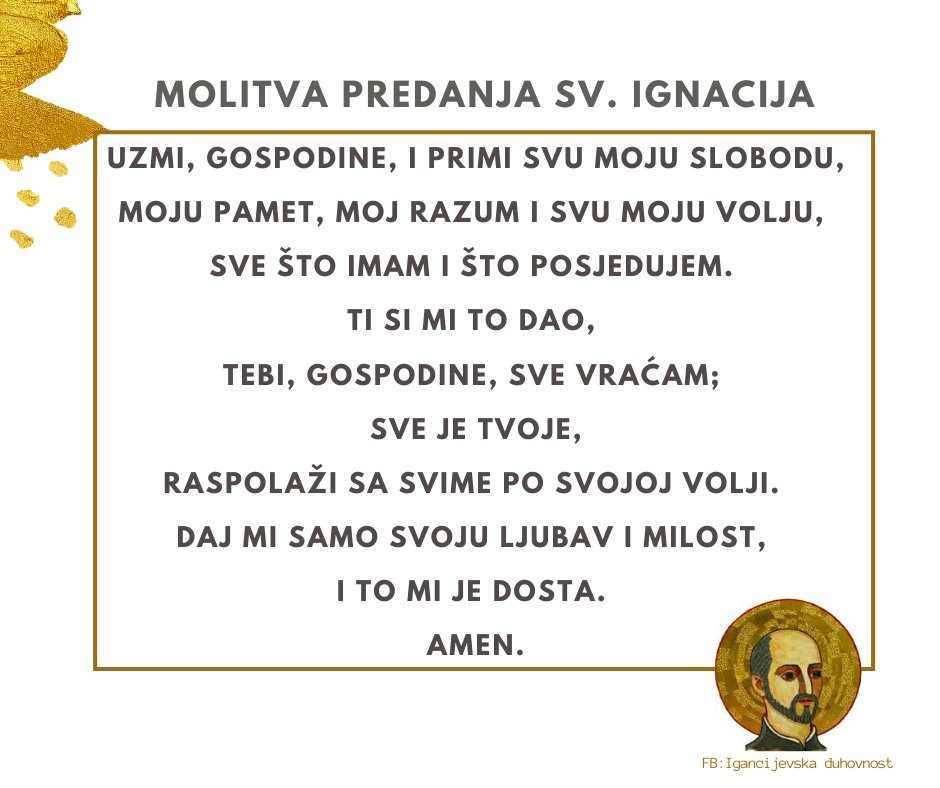 MOLITVA PREDANJA SV. IGNACIJA
UZMI, GOSPODINE, I PRIMI SVU MOJU SLOBODU,
MOJU PAMET, MOJ RAZUM I SVU MOJU VOLJU,
SVE ŠTO IMAM I ŠTO POSJEDUJEM.
TI SI MI TO DAO,
TEBI, GOSPODINE, SVE VRAĆAM;
SVE JE TVOJE,
RASPOLAŽI SA SVIME PO SVOJOJ VOLJI.
DAJ MI SAMO SVOJU LJUBAV I MILOST,
I TO MI JE DOSTA.
AMEN.
FB:Igancijevska duhovnost